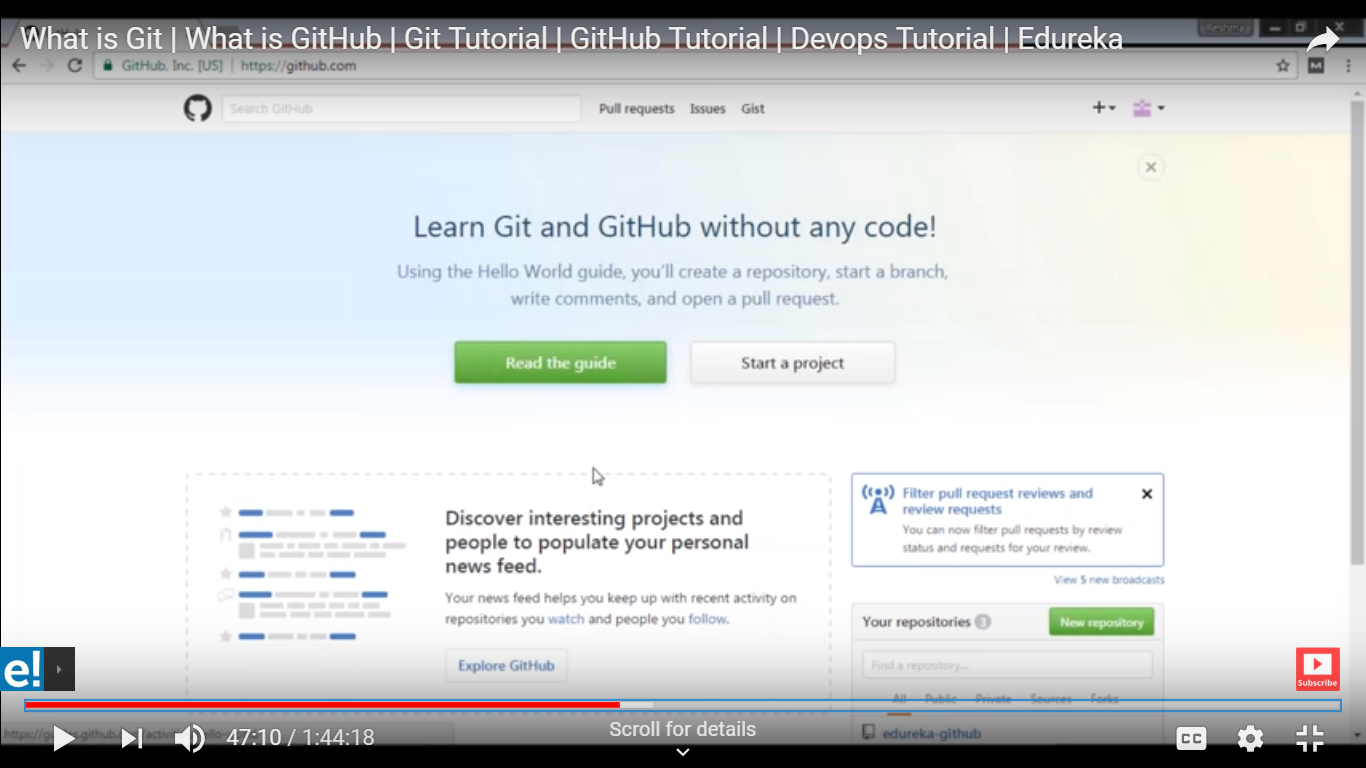 What is Git | What is GitHub | Git Tutorial | GitHub Tutorial | Devops Tutorial | Edureka
GitHub, Inc. [US] | https://github.com
Search GitHub
Pull requests Issues Gist
Learn Git and GitHub without any code!
Using the Hello World guide, you'll create a repository, start a branch,
write comments, and open a pull request.
Read the guide
Start a project
Discover interesting projects and
people to populate your personal
news feed.
Your news feed helps you keep up with recent activity on
repositories you watch and people you follow.
Explore GitHub
Filter pull request reviews and
review requests
You can now filter pull requests by review
status and requests for your review.
View 5 new broadcasts
Your repositories 3
New repository
Find a repository...
All Public Private Sources Forks
edureka-github
e!
Subscribe
47:10 / 1:44:18
Scroll for details
CC